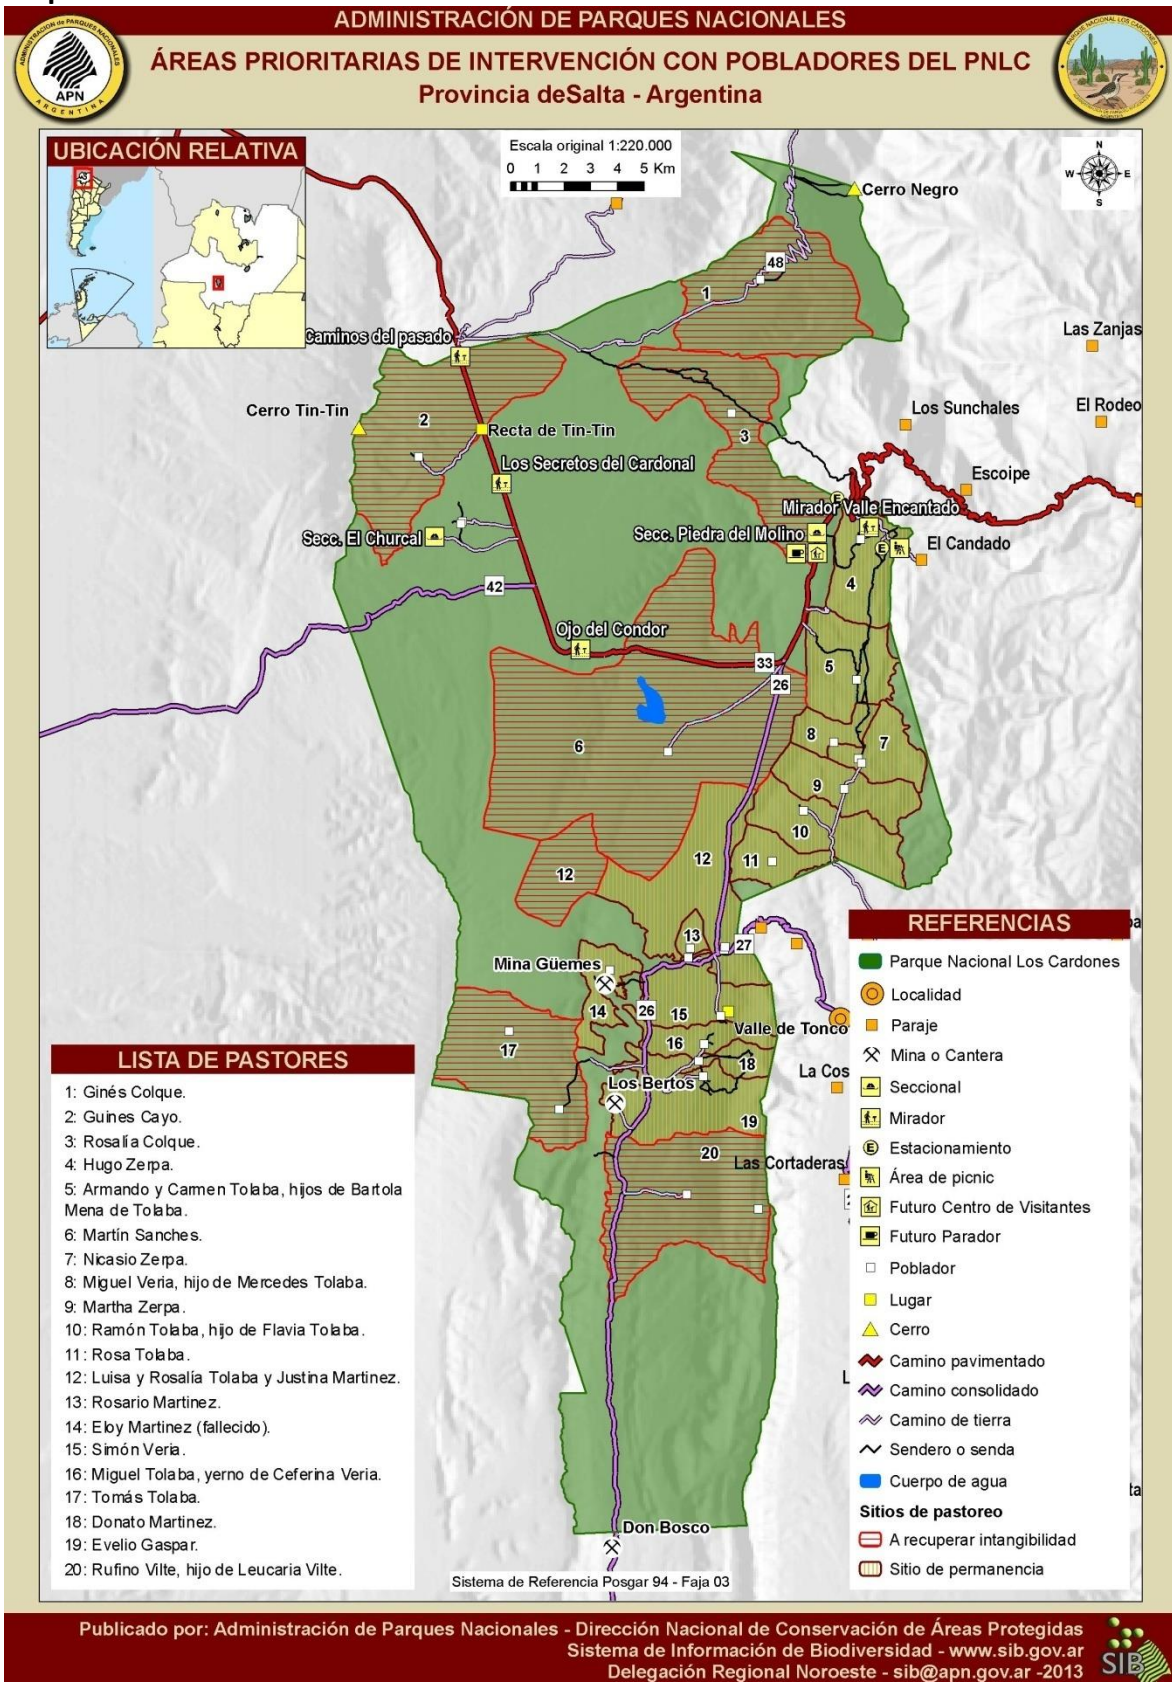 ADMINISTRACIÓN DE PARQUES NACIONALES
ÁREAS PRIORITARIAS DE INTERVENCIÓN CON POBLADORES DEL PNLC
Provincia deSalta - Argentina
ADMINISTRACIÓN de PARQUES NACIONALES
APN
ARGENTINA
PARQUE NACIONAL LOS CARDONES
UBICACIÓN RELATIVA
Escala original 1:220.000
0 1 2 3 4 5 Km
N
W E
S
Cerro Negro
48
1
Las Zanjas
Caminos del pasado
Cerro Tin-Tin
2
Recta de Tin-Tin
3
Los Sunchales
El Rodeo
Los Secretos del Cardonal
Escoipe
E
Mirador Valle Encantado
Secc. El Churcal
Secc. Piedra del Molino
E
El Candado
42
4
Ojo del Condor
33
26
5
6
8
7
9
10
12
12
11
13
27
Mina Güemes
14
26
15
Valle de Tonco
16
17
18
Los Bertos
La Cos
19
20
Las Cortaderas
Don Bosco
Sistema de Referencia Posgar 94 - Faja 03
LISTA DE PASTORES
1: Ginés Colque.
2: Guines Cayo.
3: Rosalía Colque.
4: Hugo Zerpa.
5: Armando y Carmen Tolaba, hijos de Bartola
Mena de Tolaba.
6: Martín Sanches.
7: Nicasio Zerpa.
8: Miguel Veria, hijo de Mercedes Tolaba.
9: Martha Zerpa.
10: Ramón Tolaba, hijo de Flavia Tolaba.
11: Rosa Tolaba.
12: Luisa y Rosalía Tolaba y Justina Martinez.
13: Rosario Martinez.
14: Eloy Martinez (fallecido).
15: Simón Veria.
16: Miguel Tolaba, yerno de Ceferina Veria.
17: Tomás Tolaba.
18: Donato Martinez.
19: Evelio Gaspar.
20: Rufino Vilte, hijo de Leucaria Vilte.
REFERENCIAS
Parque Nacional Los Cardones
Localidad
Paraje
Mina o Cantera
Seccional
Mirador
E Estacionamiento
Área de picnic
Futuro Centro de Visitantes
Futuro Parador
Poblador
Lugar
Cerro
Camino pavimentado
Camino consolidado
Camino de tierra
Sendero o senda
Cuerpo de agua
Sitios de pastoreo
A recuperar intangibilidad
Sitio de permanencia
Publicado por: Administración de Parques Nacionales - Dirección Nacional de Conservación de Áreas Protegidas
Sistema de Información de Biodiversidad - www.sib.gov.ar
Delegación Regional Noroeste - sib@apn.gov.ar -2013
SIB